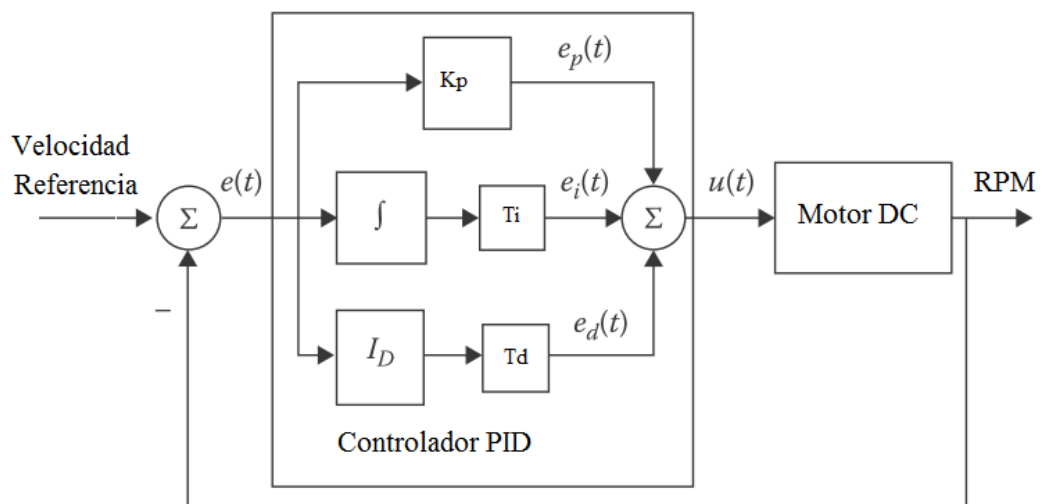 Kp
e_p(t)
Velocidad
Referencia
e(t)
Σ
∫
Ti
e_i(t)
Σ
u(t)
Motor DC
RPM
−
I_D
Td
e_d(t)
Controlador PID